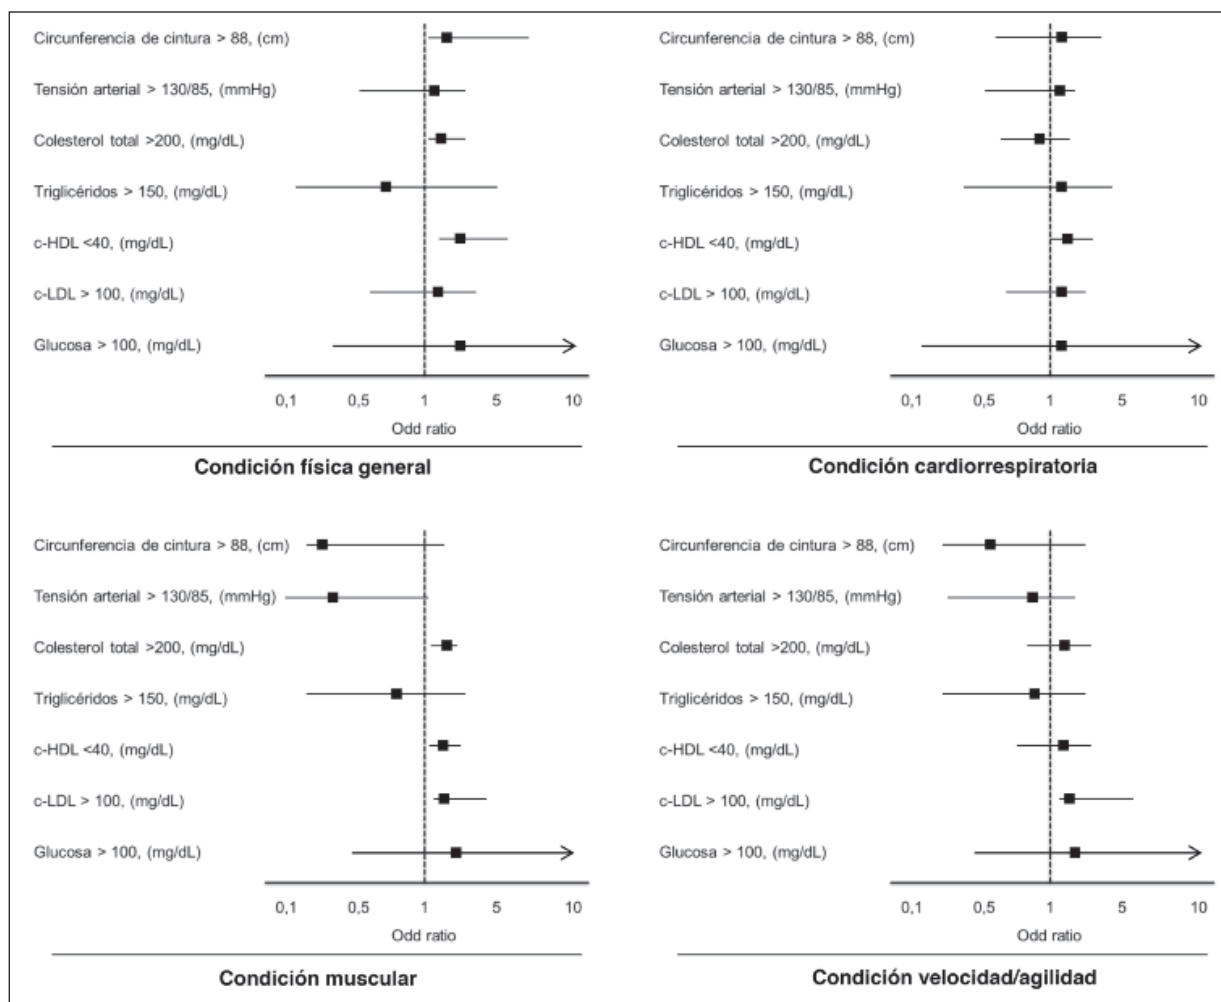 Circunferencia de cintura > 88, (cm)
Tensión arterial > 130/85, (mmHg)
Colesterol total >200, (mg/dL)
Triglicéridos > 150, (mg/dL)
c-HDL <40, (mg/dL)
c-LDL > 100, (mg/dL)
Glucosa > 100, (mg/dL)
0,1 0,5 1 5 10
Odd ratio
Condición física general
Circunferencia de cintura > 88, (cm)
Tensión arterial > 130/85, (mmHg)
Colesterol total >200, (mg/dL)
Triglicéridos > 150, (mg/dL)
c-HDL <40, (mg/dL)
c-LDL > 100, (mg/dL)
Glucosa > 100, (mg/dL)
0,1 0,5 1 5 10
Odd ratio
Condición cardiorrespiratoria
Circunferencia de cintura > 88, (cm)
Tensión arterial > 130/85, (mmHg)
Colesterol total >200, (mg/dL)
Triglicéridos > 150, (mg/dL)
c-HDL <40, (mg/dL)
c-LDL > 100, (mg/dL)
Glucosa > 100, (mg/dL)
0,1 0,5 1 5 10
Odd ratio
Condición muscular
Circunferencia de cintura > 88, (cm)
Tensión arterial > 130/85, (mmHg)
Colesterol total >200, (mg/dL)
Triglicéridos > 150, (mg/dL)
c-HDL <40, (mg/dL)
c-LDL > 100, (mg/dL)
Glucosa > 100, (mg/dL)
0,1 0,5 1 5 10
Odd ratio
Condición velocidad/agilidad